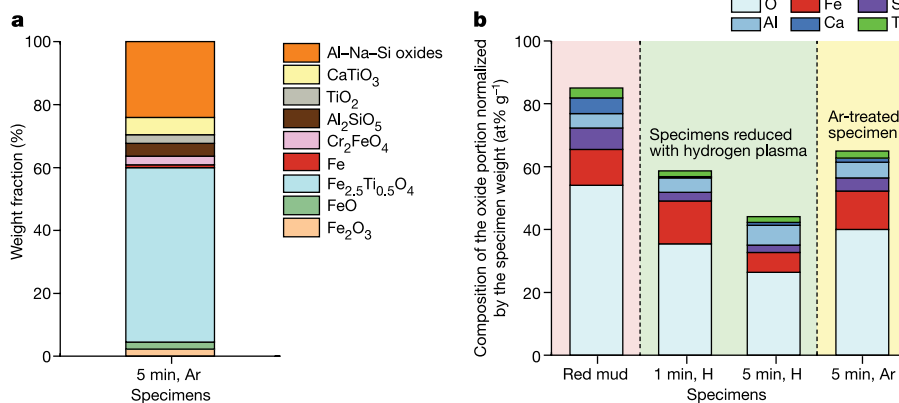 a
Weight fraction (%)
100
80
60
40
20
0
5 min, Ar
Specimens
Al–Na–Si oxides
CaTiO₃
TiO₂
Al₂SiO₅
Cr₂FeO₄
Fe
Fe₂.₅Ti₀.₅O₄
FeO
Fe₂O₃
b
O Fe S
Al Ca T
Composition of the oxide portion normalized
by the specimen weight (at% g⁻¹)
100
80
60
40
20
0
Specimens reduced
with hydrogen plasma
Ar-treated
specimen
Red mud
1 min, H
5 min, H
5 min, Ar
Specimens